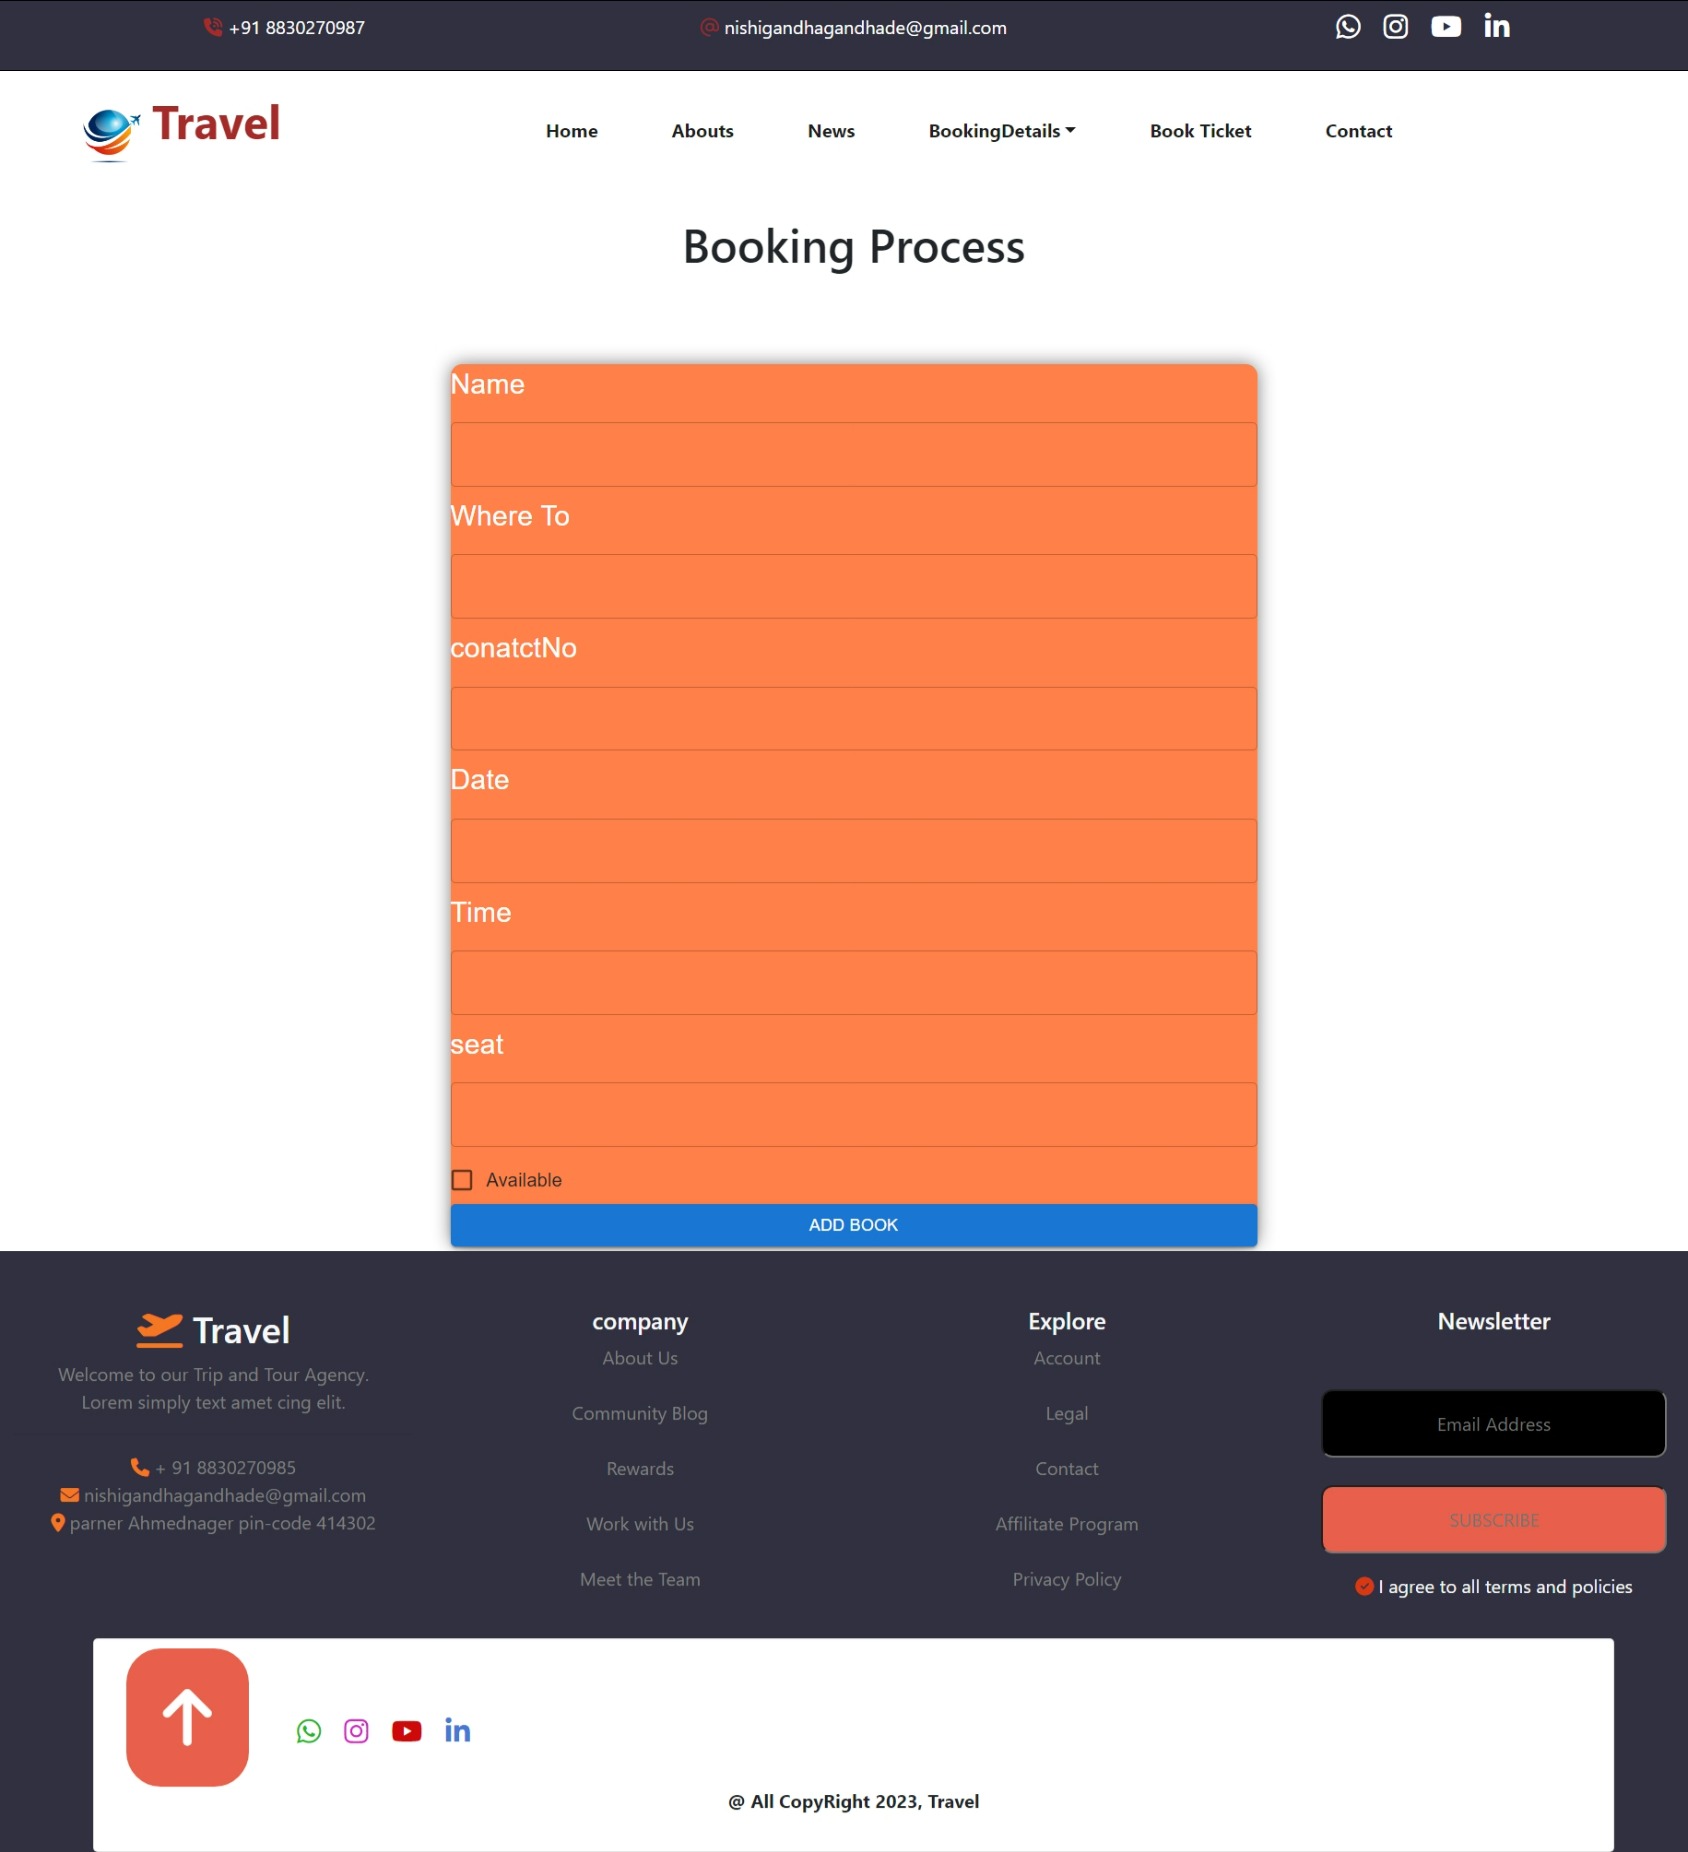 +91 8830270987
nishigandhagandhade@gmail.com
Travel
Home
Abouts
News
BookingDetails
Book Ticket
Contact
Booking Process
Name
Where To
conatctNo
Date
Time
seat
Available
ADD BOOK
Travel
Welcome to our Trip and Tour Agency.
Lorem simply text amet cing elit.
+ 91 8830270985
nishigandhagandhade@gmail.com
parner Ahmednager pin-code 414302
company
About Us
Community Blog
Rewards
Work with Us
Meet the Team
Explore
Account
Legal
Contact
Affilitate Program
Privacy Policy
Newsletter
Email Address
SUBSCRIBE
I agree to all terms and policies
@ All CopyRight 2023, Travel